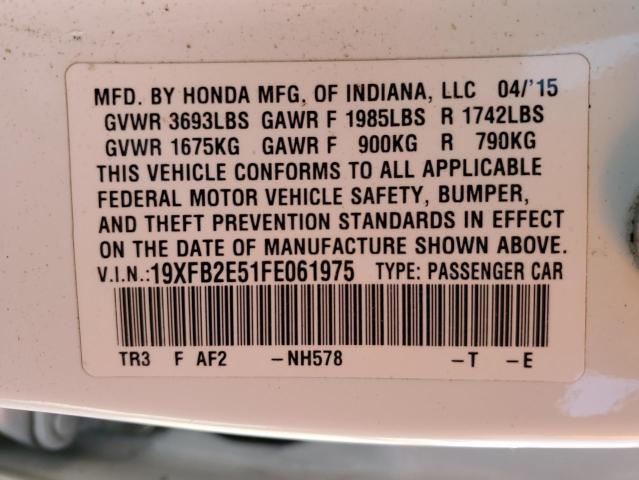 MFD. BY HONDA MFG, OF INDIANA, LLC 04/'15
GVWR 3693LBS GAWR F 1985LBS R 1742LBS
GVWR 1675KG GAWR F 900KG R 790KG
THIS VEHICLE CONFORMS TO ALL APPLICABLE
FEDERAL MOTOR VEHICLE SAFETY, BUMPER,
AND THEFT PREVENTION STANDARDS IN EFFECT
ON THE DATE OF MANUFACTURE SHOWN ABOVE.
V.I.N.:19XFB2E51FE061975 TYPE: PASSENGER CAR
TR3 F AF2 -NH578 -T -E